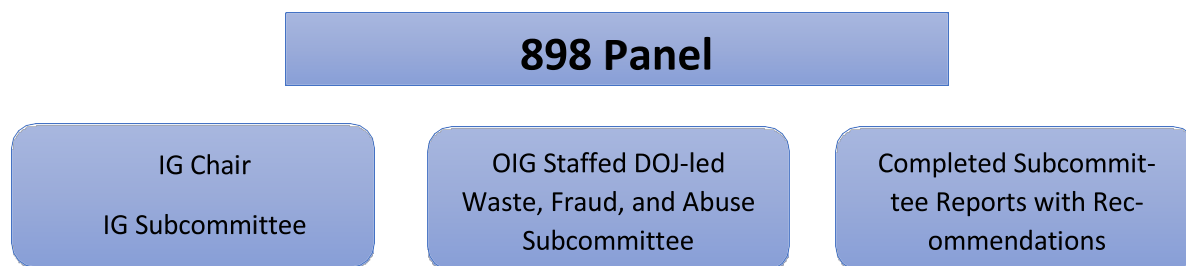 898 Panel
IG Chair
IG Subcommittee
OIG Staffed DOJ-led
Waste, Fraud, and Abuse
Subcommittee
Completed Subcommit-
tee Reports with Rec-
ommendations